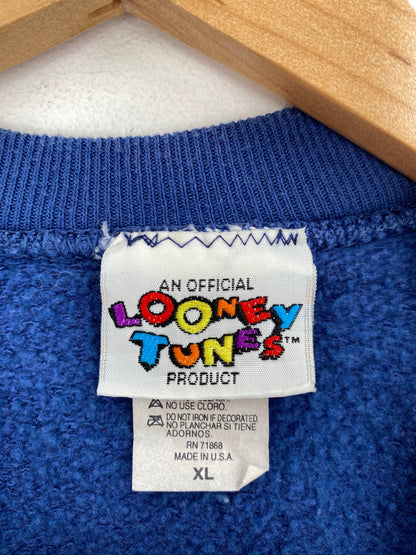 AN OFFICIAL
LOONEY
TUNES™
PRODUCT
NO USE CLORO.
DO NOT IRON IF DECORATED.
NO PLANCHAR SI TIENE
ADORNOS.
RN 71868
MADE IN U.S.A.
XL